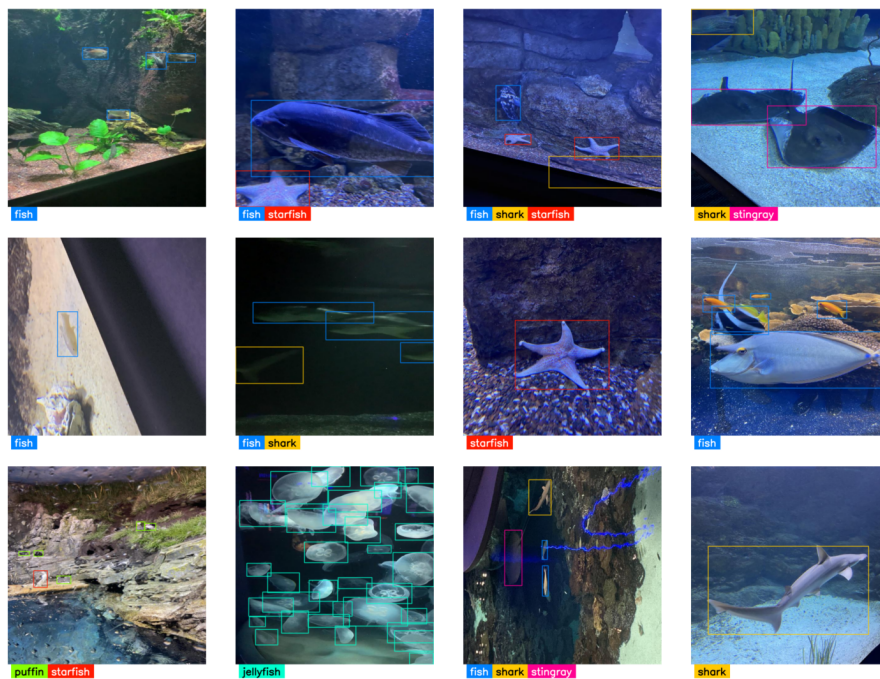 fish
fish starfish
fish shark starfish
shark stingray
fish
fish shark
starfish
fish
puffin starfish
jellyfish
fish shark stingray
shark